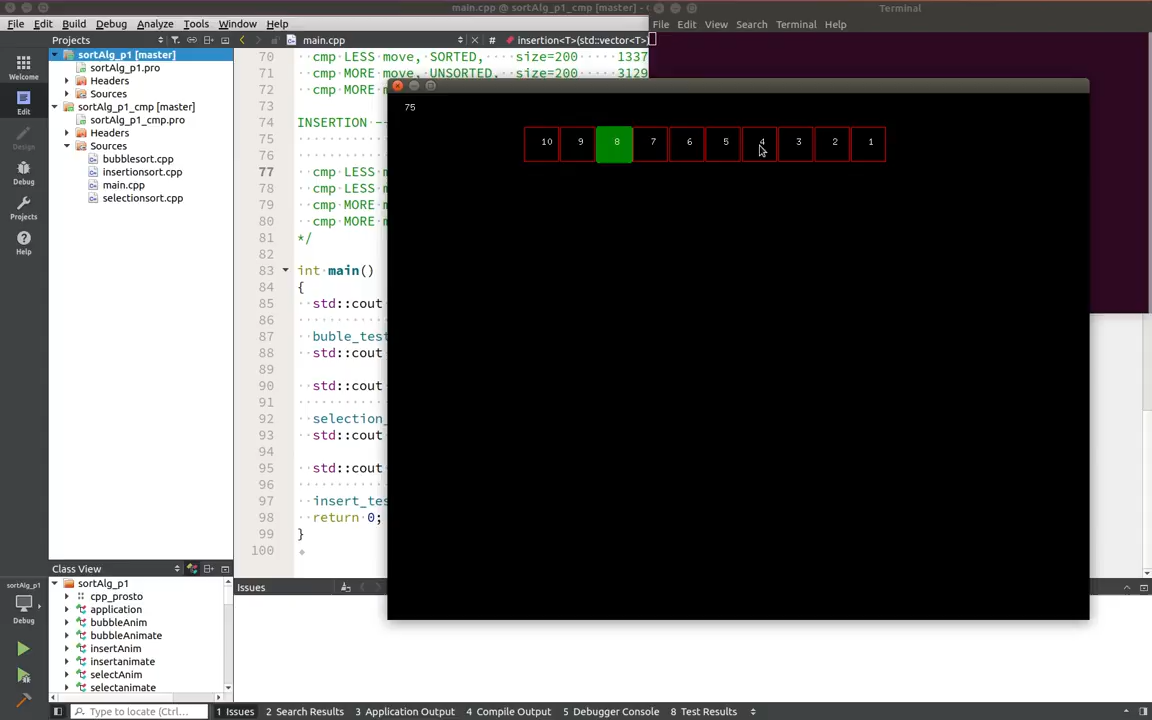 main.cpp @ sortAlg_p1_cmp [master] -
Terminal
File Edit Build Debug Analyze Tools Window Help
File Edit View Search Terminal Help
Projects
main.cpp
# insertion<T>(std::vector<T>
Welcome
Edit
Design
Debug
Projects
Help
sortAlg_p1 [master]
sortAlg_p1.pro
Headers
Sources
sortAlg_p1_cmp [master]
sortAlg_p1_cmp.pro
Headers
Sources
bubblesort.cpp
insertionsort.cpp
main.cpp
selectionsort.cpp
70 cmp LESS move, SORTED, size=200 1337
71 cmp MORE move, UNSORTED, size=200 3129
72 cmp MORE m
73
74 INSERTION --
75
76
77 cmp LESS m
78 cmp LESS m
79 cmp MORE m
80 cmp MORE m
81 */
82
83 int main()
84 {
85 std::cout
86
87 buble_test
88 std::cout
89
90 std::cout
91
92 selection_
93 std::cout
94
95 std::cout
96
97 insert_tes
98 return 0;
99 }
100
75
10 9 8 7 6 5 4 3 2 1
Class View
sortAlg_p1
cpp_prosto
application
bubbleAnim
bubbleAnimate
insertAnim
insertanimate
selectAnim
selectanimate
Issues
sortAlg_p1
Debug
Type to locate (Ctrl...
1 Issues 2 Search Results 3 Application Output 4 Compile Output 5 Debugger Console 8 Test Results